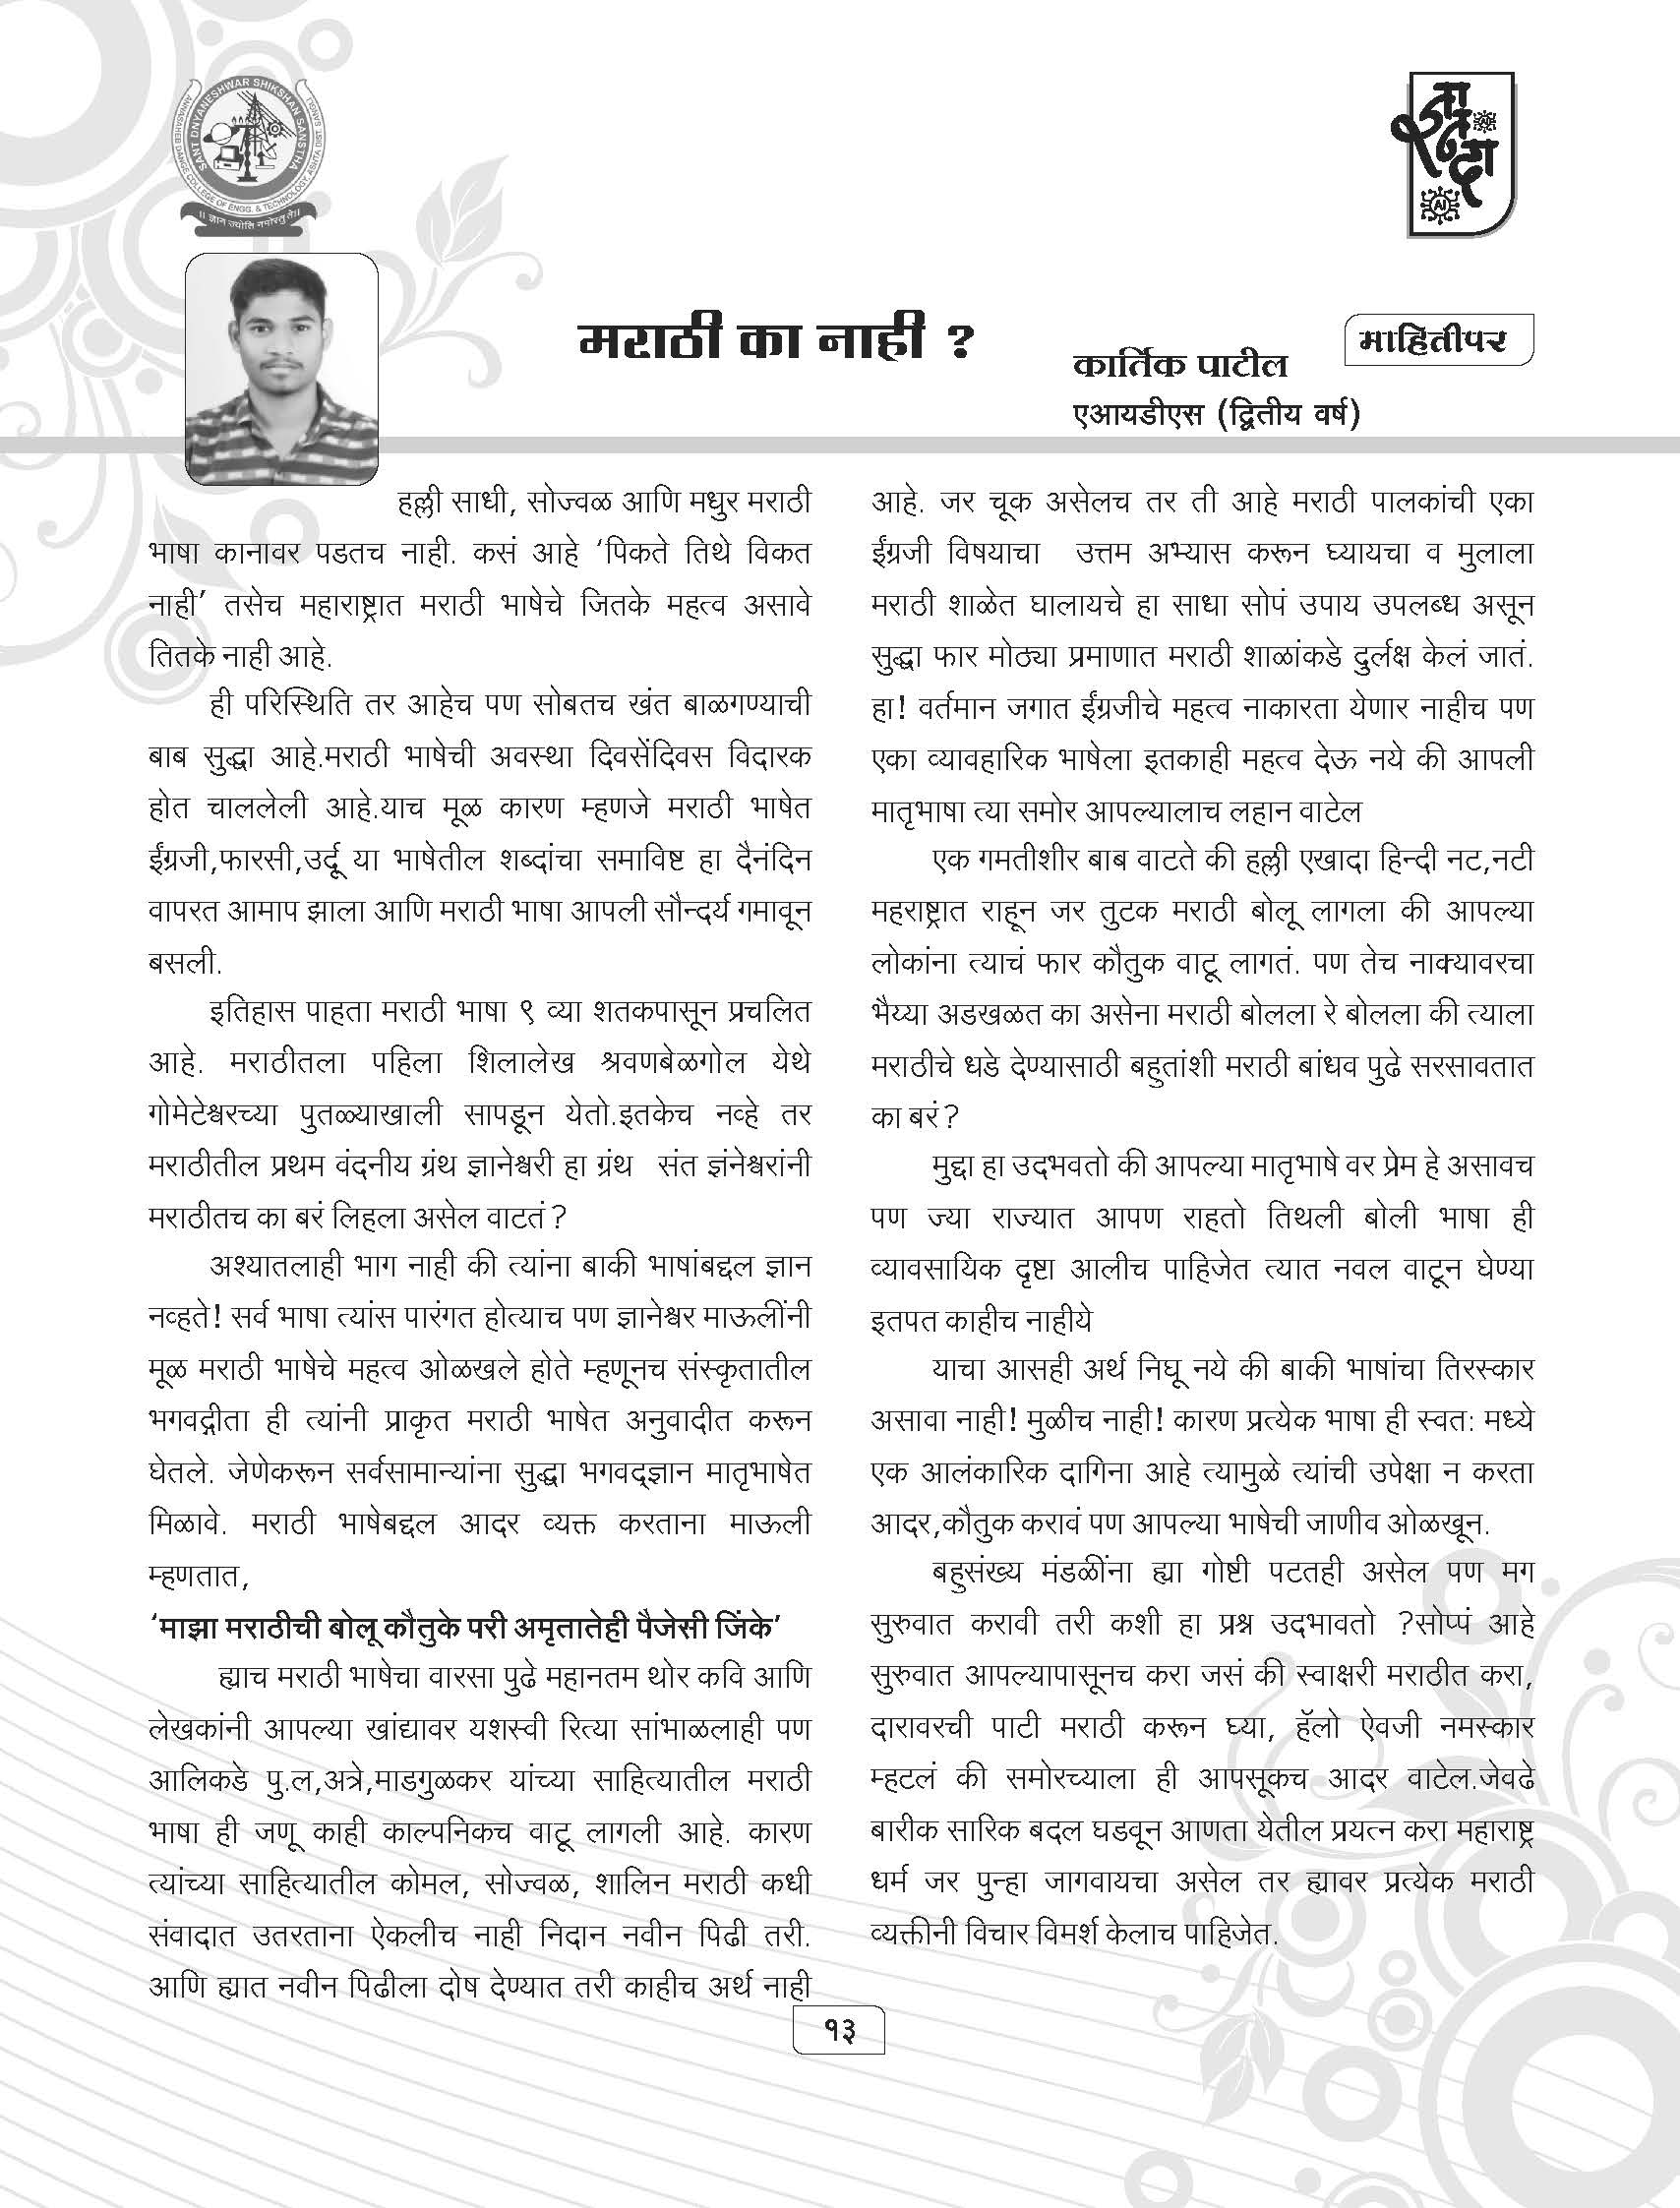 SANT DNYANESHWAR SHIKSHAN SANSTHA
ANNASAHEB DANGE COLLEGE OF ENGG. & TECHNOLOGY, ASHTA DIST. SANGLI
AI
AI
मराठी का नाही ?
माहितीपर
कार्तिक पाटील
एआयडीएस (द्वितीय वर्ष)
हल्ली साधी, सोज्वळ आणि मधुर मराठी
भाषा कानावर पडतच नाही. कसं आहे ‘पिकते तिथे विकत
नाही’ तसेच महाराष्ट्रात मराठी भाषेचे जितके महत्व असावे
तितके नाही आहे.
ही परिस्थिति तर आहेच पण सोबतच खंत बाळगण्याची
बाब सुद्धा आहे.मराठी भाषेची अवस्था दिवसेंदिवस विदारक
होत चाललेली आहे.याच मूळ कारण म्हणजे मराठी भाषेत
ईंग्रजी,फारसी,उर्दू या भाषेतील शब्दांचा समाविष्ट हा दैनंदिन
वापरत आमाप झाला आणि मराठी भाषा आपली सौन्दर्य गमावून
बसली.
इतिहास पाहता मराठी भाषा ९ व्या शतकपासून प्रचलित
आहे. मराठीतला पहिला शिलालेख श्रवणबेळगोल येथे
गोमेटेश्वरच्या पुतळ्याखाली सापडून येतो.इतकेच नव्हे तर
मराठीतील प्रथम वंदनीय ग्रंथ ज्ञानेश्वरी हा ग्रंथ संत ज्ञंनेश्वरांनी
मराठीतच का बरं लिहला असेल वाटतं ?
अश्यातलाही भाग नाही की त्यांना बाकी भाषांबद्दल ज्ञान
नव्हते! सर्व भाषा त्यांस पारंगत होत्याच पण ज्ञानेश्वर माऊलींनी
मूळ मराठी भाषेचे महत्व ओळखले होते म्हणूनच संस्कृतातील
भगवद्गीता ही त्यांनी प्राकृत मराठी भाषेत अनुवादीत करून
घेतले. जेणेकरून सर्वसामान्यांना सुद्धा भगवद्ज्ञान मातृभाषेत
मिळावे. मराठी भाषेबद्दल आदर व्यक्त करताना माऊली
म्हणतात,
‘माझा मराठीची बोलू कौतुके परी अमृतातेही पैजेसी जिंके’
ह्याच मराठी भाषेचा वारसा पुढे महानतम थोर कवि आणि
लेखकांनी आपल्या खांद्यावर यशस्वी रित्या सांभाळलाही पण
आलिकडे पु.ल,अत्रे,माडगुळकर यांच्या साहित्यातील मराठी
भाषा ही जणू काही काल्पनिकच वाटू लागली आहे. कारण
त्यांच्या साहित्यातील कोमल, सोज्वळ, शालिन मराठी कधी
संवादात उतरताना ऐकलीच नाही निदान नवीन पिढी तरी.
आणि ह्यात नवीन पिढीला दोष देण्यात तरी काहीच अर्थ नाही
आहे. जर चूक असेलच तर ती आहे मराठी पालकांची एका
ईंग्रजी विषयाचा उत्तम अभ्यास करून घ्यायचा व मुलाला
मराठी शाळेत घालायचे हा साधा सोपं उपाय उपलब्ध असून
सुद्धा फार मोठ्या प्रमाणात मराठी शाळांकडे दुर्लक्ष केलं जातं.
हा! वर्तमान जगात ईंग्रजीचे महत्व नाकारता येणार नाहीच पण
एका व्यावहारिक भाषेला इतकाही महत्व देऊ नये की आपली
मातृभाषा त्या समोर आपल्यालाच लहान वाटेल
एक गमतीशीर बाब वाटते की हल्ली एखादा हिन्दी नट,नटी
महराष्ट्रात राहून जर तुटक मराठी बोलू लागला की आपल्या
लोकांना त्याचं फार कौतुक वाटू लागतं. पण तेच नाक्यावरचा
भैय्या अडखळत का असेना मराठी बोलला रे बोलला की त्याला
मराठीचे धडे देण्यासाठी बहुतांशी मराठी बांधव पुढे सरसावतात
का बरं ?
मुद्दा हा उदभवतो की आपल्या मातृभाषे वर प्रेम हे असावच
पण ज्या राज्यात आपण राहतो तिथली बोली भाषा ही
व्यावसायिक दृष्टा आलीच पाहिजेत त्यात नवल वाटून घेण्या
इतपत काहीच नाहीये
याचा आसही अर्थ निघू नये की बाकी भाषांचा तिरस्कार
असावा नाही! मुळीच नाही! कारण प्रत्येक भाषा ही स्वत: मध्ये
एक आलंकारिक दागिना आहे त्यामुळे त्यांची उपेक्षा न करता
आदर,कौतुक करावं पण आपल्या भाषेची जाणीव ओळखून.
बहुसंख्य मंडळींना ह्या गोष्टी पटतही असेल पण मग
सुरुवात करावी तरी कशी हा प्रश्न उदभावतो ?सोप्पं आहे
सुरुवात आपल्यापासूनच करा जसं की स्वाक्षरी मराठीत करा,
दारावरची पाटी मराठी करून घ्या, हॅलो ऐवजी नमस्कार
म्हटलं की समोरच्याला ही आपसूकच आदर वाटेल.जेवढे
बारीक सारिक बदल घडवून आणता येतील प्रयत्न करा महाराष्ट्र
धर्म जर पुन्हा जागवायचा असेल तर ह्यावर प्रत्येक मराठी
व्यक्तीनी विचार विमर्श केलाच पाहिजेत.
१३